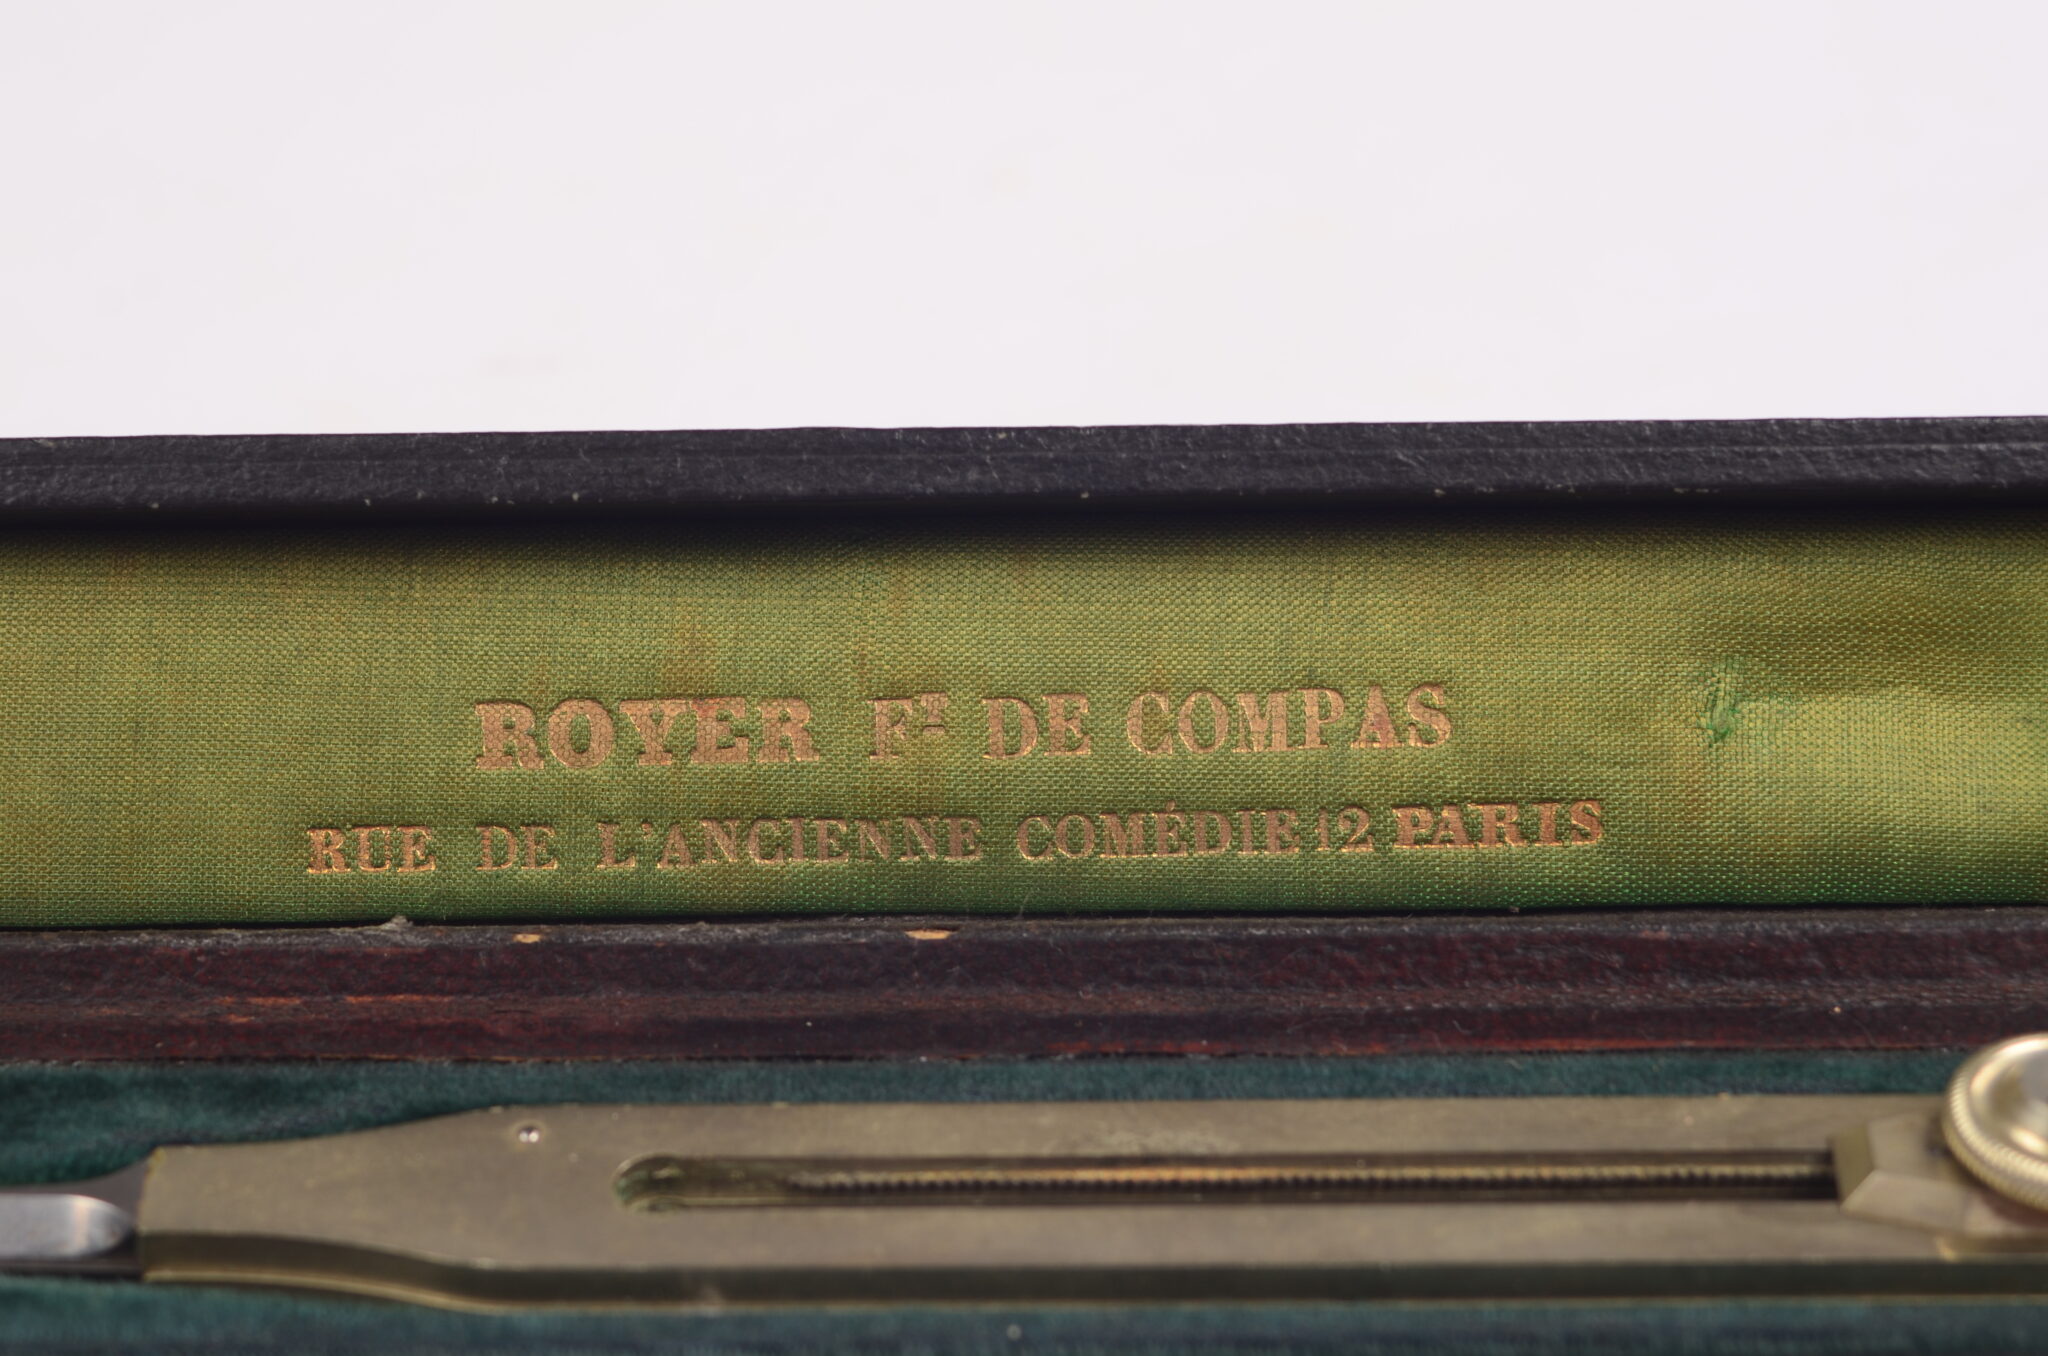 ROYER Ft DE COMPAS
RUE DE L'ANCIENNE COMÉDIE 12 PARIS